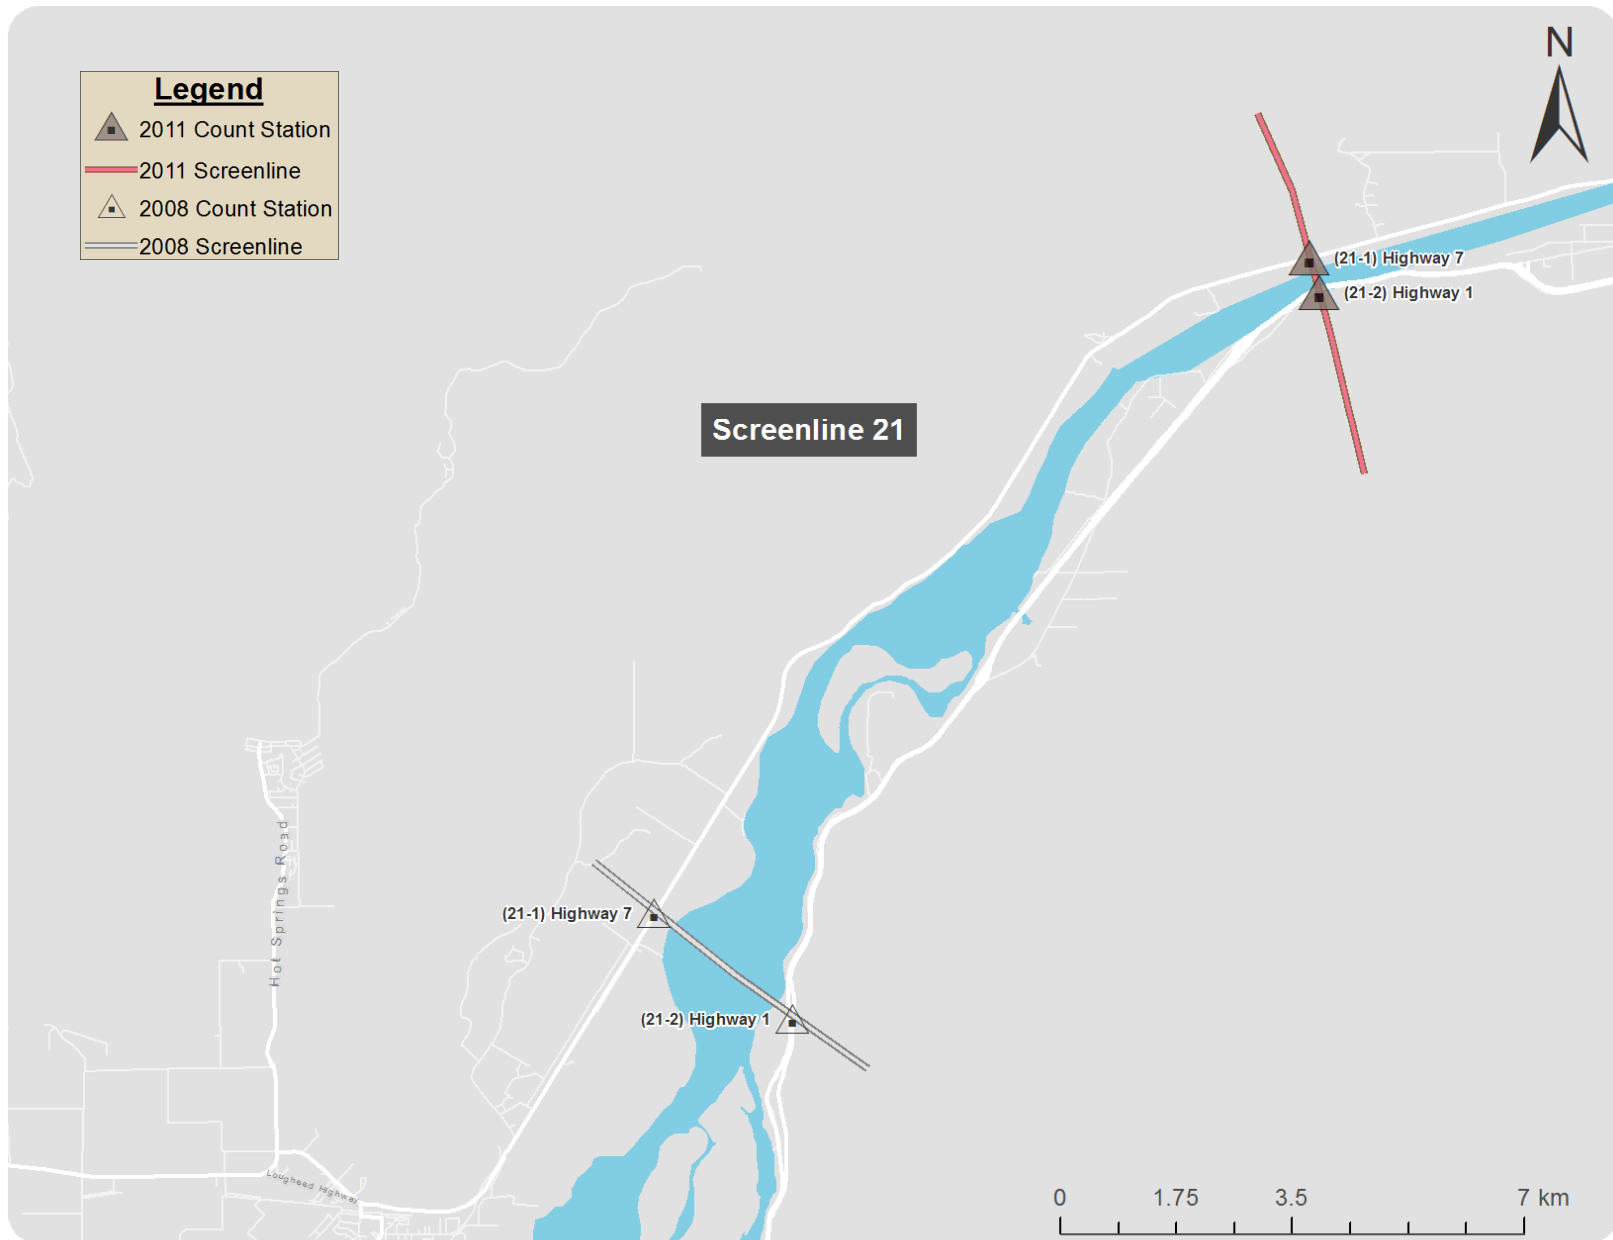 N
Legend
2011 Count Station
2011 Screenline
2008 Count Station
2008 Screenline
(21-1) Highway 7
(21-2) Highway 1
Screenline 21
Hot Springs Road
(21-1) Highway 7
(21-2) Highway 1
Lougheed Highway
0 1.75 3.5 7 km